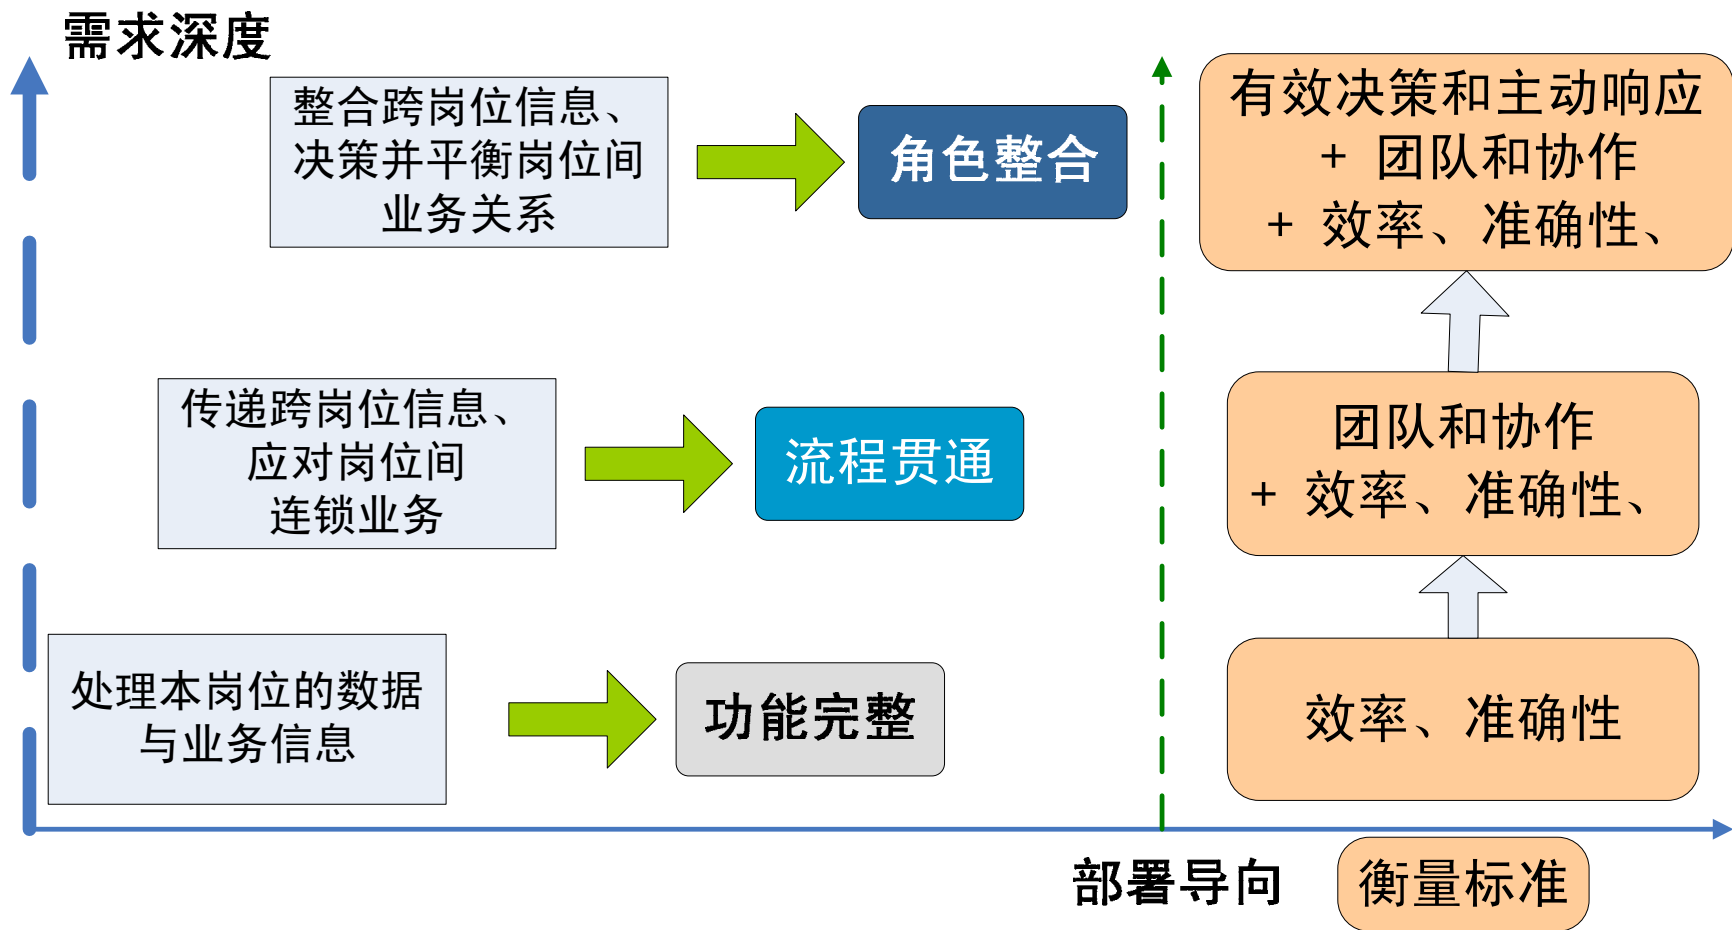 需求深度
整合跨岗位信息、
决策并平衡岗位间
业务关系
角色整合
有效决策和主动响应
+ 团队和协作
+ 效率、准确性、
传递跨岗位信息、
应对岗位间
连锁业务
流程贯通
团队和协作
+ 效率、准确性、
处理本岗位的数据
与业务信息
功能完整
效率、准确性
部署导向
衡量标准